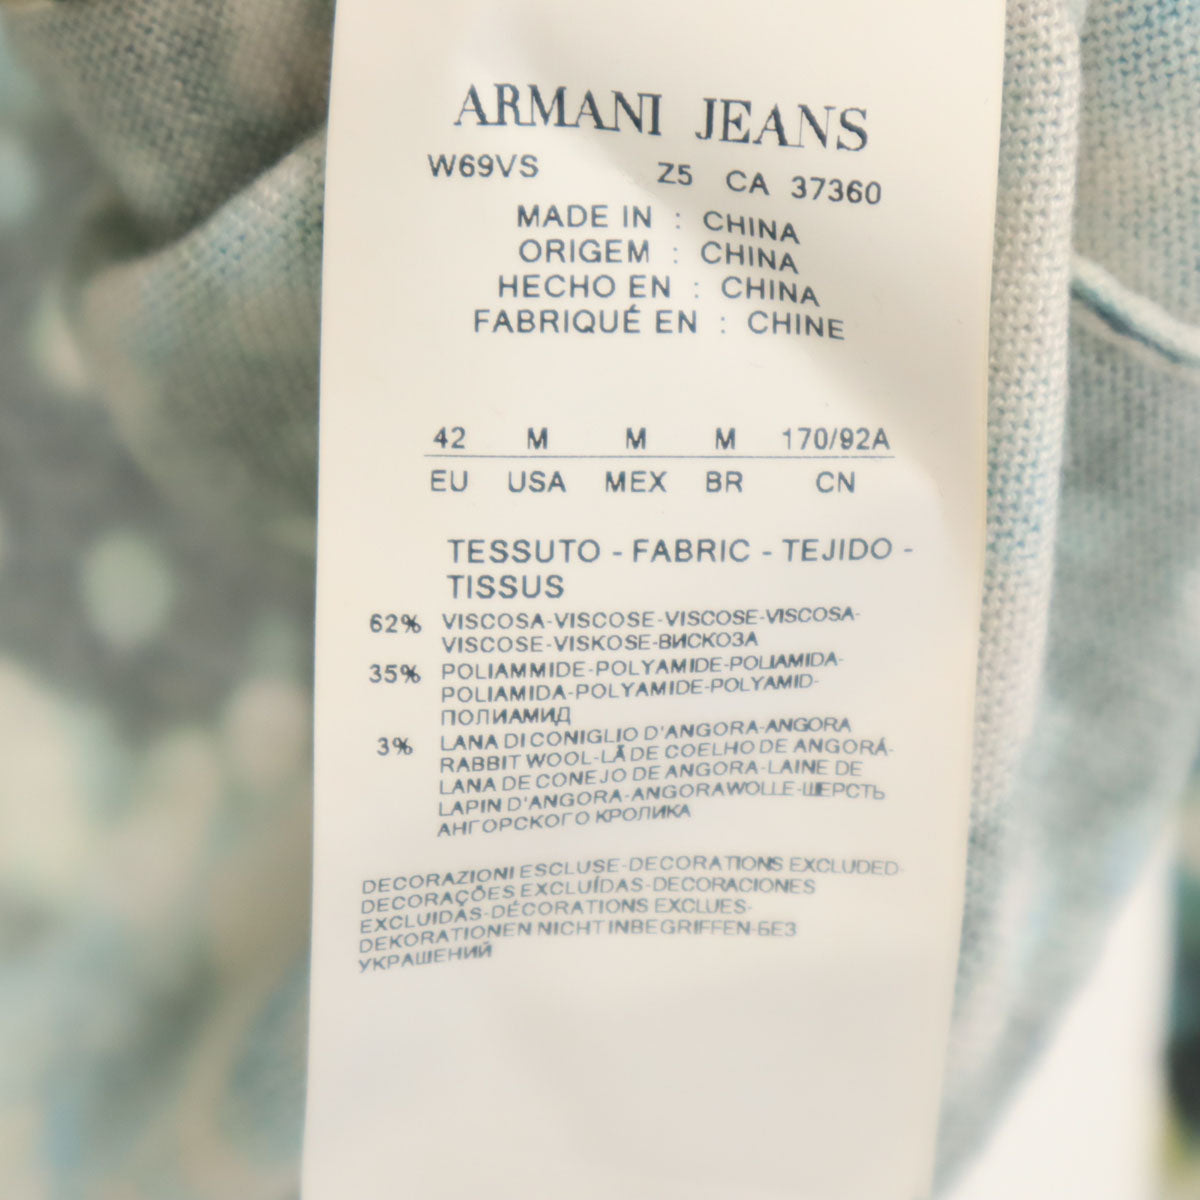 ARMANI JEANS
W69VS Z5 CA 37360
MADE IN : CHINA
ORIGEM : CHINA
HECHO EN : CHINA
FABRIQUÉ EN : CHINE
42 M M M 170/92A
EU USA MEX BR CN
TESSUTO - FABRIC - TEJIDO -
TISSUS
62% VISCOSA-VISCOSE-VISCOSE-VISCOSA-
VISCOSE-VISKOSE-ВИСКОЗА
35% POLIAMMIDE-POLYAMIDE-POLIAMIDA-
POLIAMIDA-POLYAMIDE-POLYAMID-
ПОЛИАМИД
3% LANA DI CONIGLIO D'ANGORA-ANGORA
RABBIT WOOL-LÃ DE COELHO DE ANGORÁ-
LANA DE CONEJO DE ANGORA-LAINE DE
LAPIN D'ANGORA-ANGORAWOLLE-ШЕРСТЬ
АНГОРСКОГО КРОЛИКА
DECORAZIONI ESCLUSE-DECORATIONS EXCLUDED-
DECORAÇÕES EXCLUÍDAS-DECORACIONES
EXCLUIDAS-DÉCORATIONS EXCLUES-
DEKORATIONEN NICHT INBEGRIFFEN-БЕЗ
УКРАШЕНИЙ